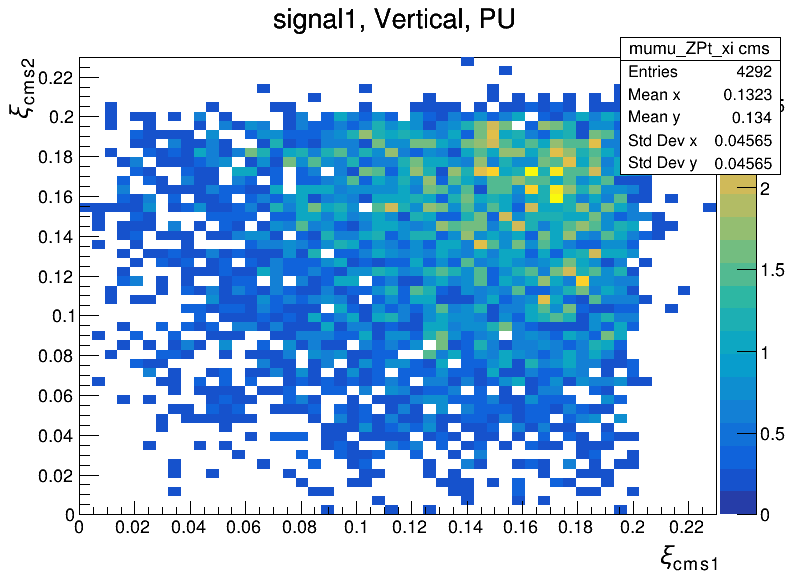 signal1, Vertical, PU
mumu_ZPt_xi cms
Entries 4292
Mean x 0.1323
Mean y 0.134
Std Dev x 0.04565
Std Dev y 0.04565
ξcms2
0.22
0.2
0.18
0.16
0.14
0.12
0.1
0.08
0.06
0.04
0.02
0
0 0.02 0.04 0.06 0.08 0.1 0.12 0.14 0.16 0.18 0.2 0.22
ξcms1
5
2
1.5
1
0.5
0